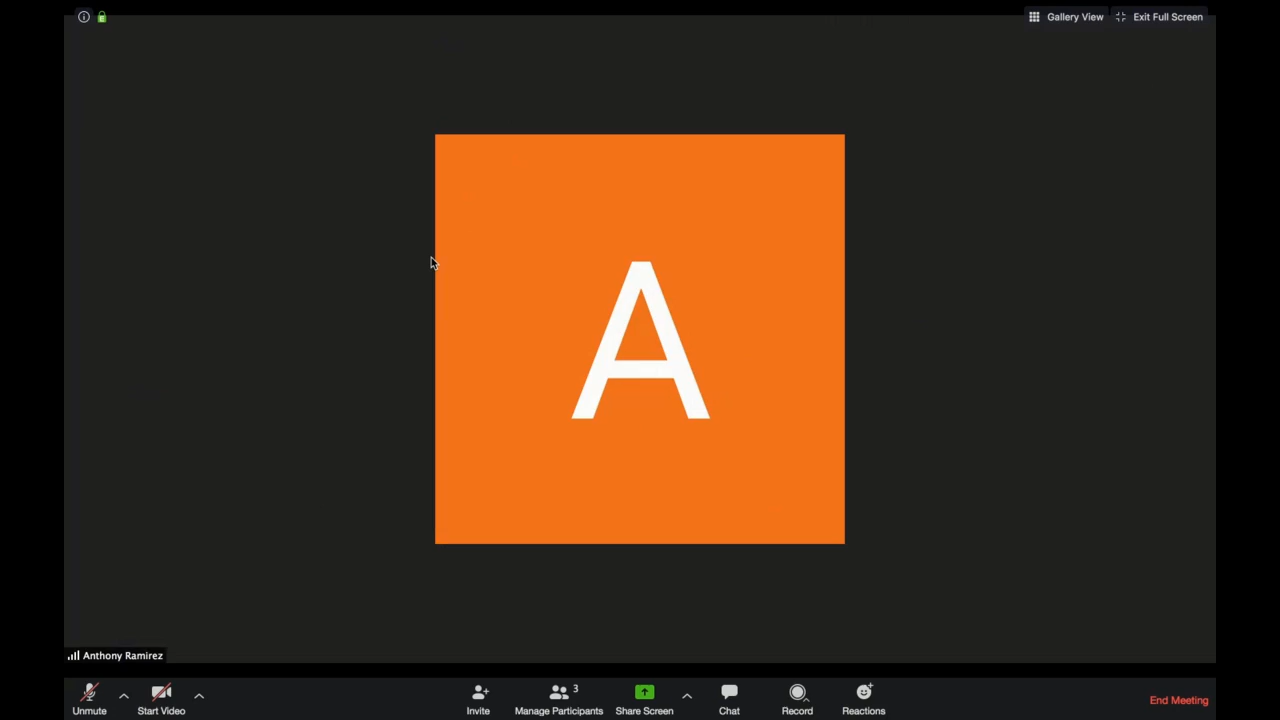 Gallery View Exit Full Screen
A
Anthony Ramirez
3
Unmute Start Video Invite Manage Participants Share Screen Chat Record Reactions End Meeting